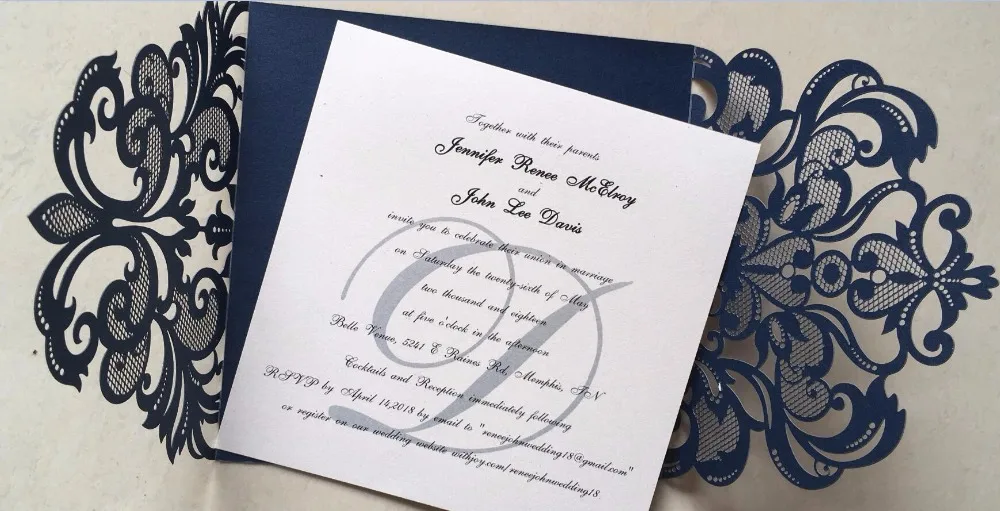 Together with their parents
Jennifer Renee McElroy
and
John Lee Davis
invite you to celebrate their union in marriage
on Saturday the twenty-sixth of May
two thousand and eighteen
at five o'clock in the afternoon
Belle Venue, 5241 E Raines Rd, Memphis, TN
Cocktails and Reception immediately following
RSVP by April 14,2018 by email to "reneejohnwedding18@gmail.com"
or register on our wedding website withjoy.com/reneejohnwedding18.
D